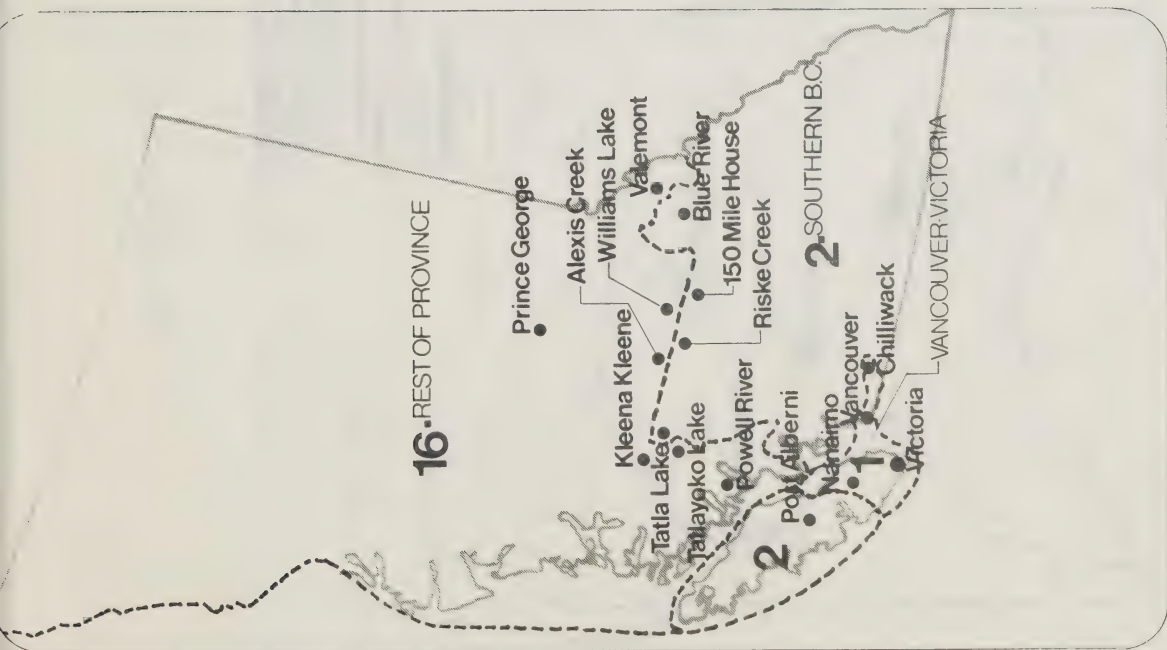 16·REST OF PROVINCE
Prince George
Alexis Creek
Williams Lake
Valemont
Kleena Kleene
Blue River
Tatla Lake
150 Mile House
Tatlayoko Lake
Riske Creek
Powell River
2·SOUTHERN B.C.
Port Alberni
2
Nanaimo
Vancouver
1
Chilliwack
Victoria
VANCOUVER·VICTORIA